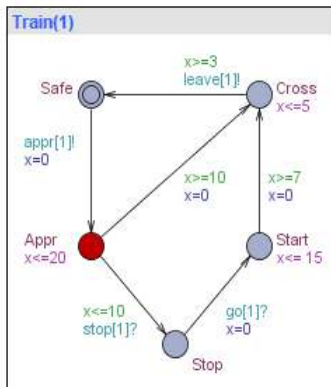 Train(1)
x>=3
leave[1]!
Safe
Cross
x<=5
appr[1]!
x=0
x>=10
x=0
x>=7
x=0
Appr
x<=20
Start
x<= 15
x<=10
stop[1]?
go[1]?
x=0
Stop